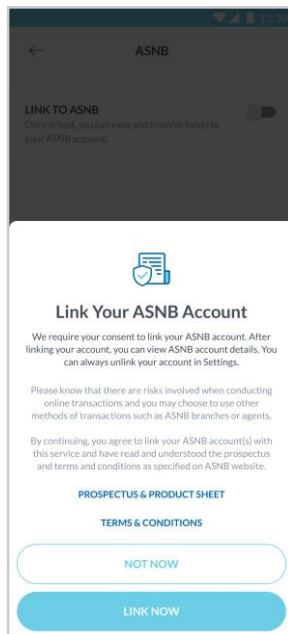 12:30
ASNB
LINK TO ASNB
Once linked, you can view and transfer funds to
your ASNB account.
Link Your ASNB Account
We require your consent to link your ASNB account. After
linking your account, you can view ASNB account details. You
can always unlink your account in Settings.
Please know that there are risks involved when conducting
online transactions and you may choose to use other
methods of transactions such as ASNB branches or agents.
By continuing, you agree to link your ASNB account(s) with
this service and have read and understood the prospectus
and terms and conditions as specified on ASNB website.
PROSPECTUS & PRODUCT SHEET
TERMS & CONDITIONS
NOT NOW
LINK NOW